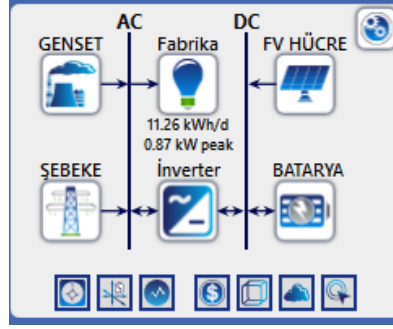 AC DC
GENSET Fabrika FV HÜCRE
11.26 kWh/d
0.87 kW peak
ŞEBEKE İnverter BATARYA